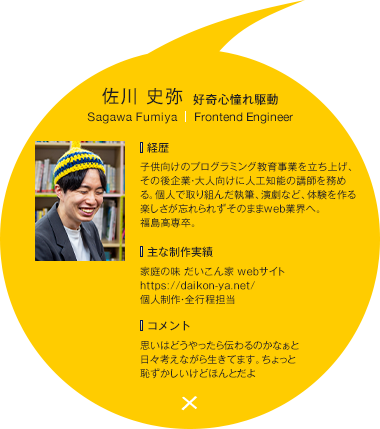 佐川 史弥 好奇心憧れ駆動
Sagawa Fumiya | Frontend Engineer
経歴
子供向けのプログラミング教育事業を立ち上げ、
その後企業・大人向けに人工知能の講師を務め
る。個人で取り組んだ執筆、演劇など、体験を作る
楽しさが忘れられずそのままweb業界へ。
福島高専卒。
主な制作実績
家庭の味 だいこん家 webサイト
https://daikon-ya.net/
個人制作・全行程担当
コメント
思いはどうやったら伝わるのかなぁと
日々考えながら生きてます。ちょっと
恥ずかしいけどほんとだよ